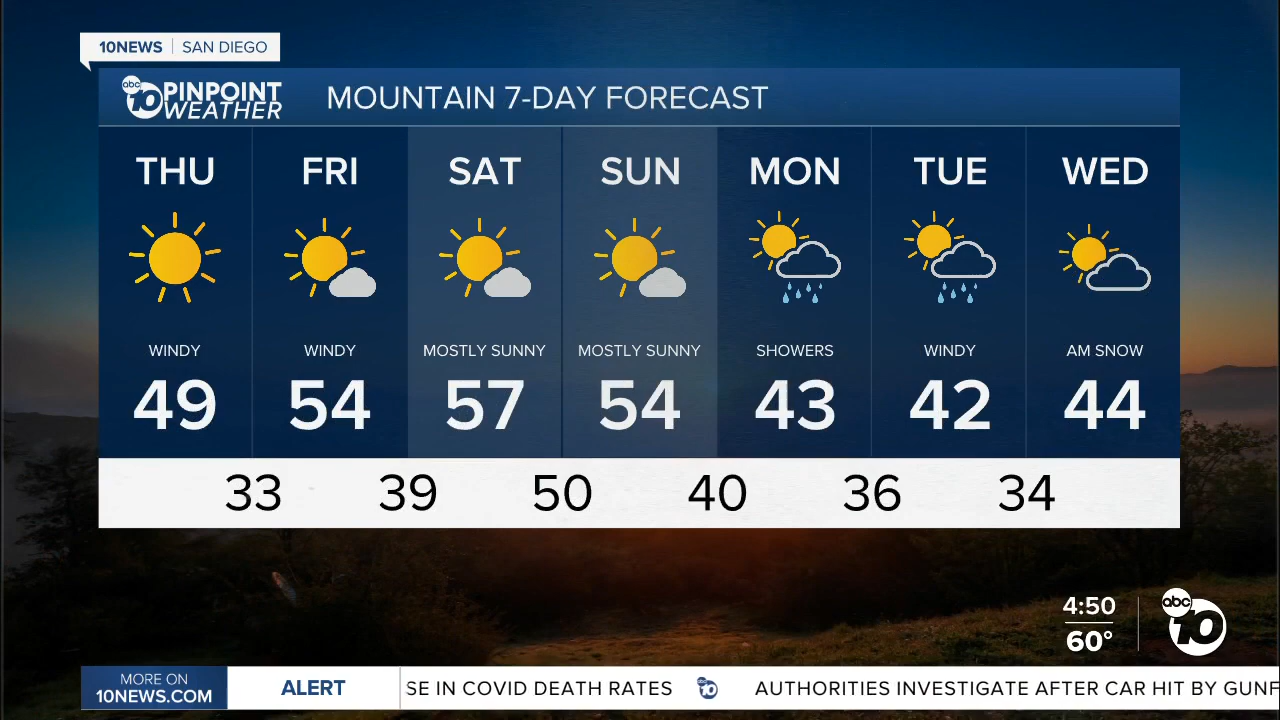 10NEWS | SAN DIEGO
abc 10 PINPOINT WEATHER
MOUNTAIN 7-DAY FORECAST
THU FRI SAT SUN MON TUE WED
WINDY WINDY MOSTLY SUNNY MOSTLY SUNNY SHOWERS WINDY AM SNOW
49 54 57 54 43 42 44
33 39 50 40 36 34
4:50
60°
abc 10
MORE ON
10NEWS.COM
ALERT
SE IN COVID DEATH RATES abc 10 AUTHORITIES INVESTIGATE AFTER CAR HIT BY GUNF